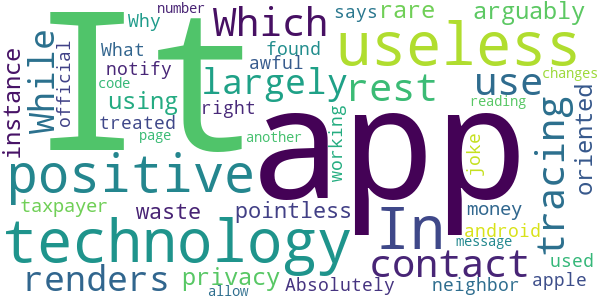 number
Why
Which
says
rare
arguably
It
app
useless
What
found
While
official
notify
awful
largely
rest
use
changes
code
instance
using
treated
right
reading
page
another
working
joke
tracing
oriented
positive
In
contact
technology
taxpayer
waste
pointless
money
android
message
renders
privacy
Absolutely
neighbor
apple
used
allow